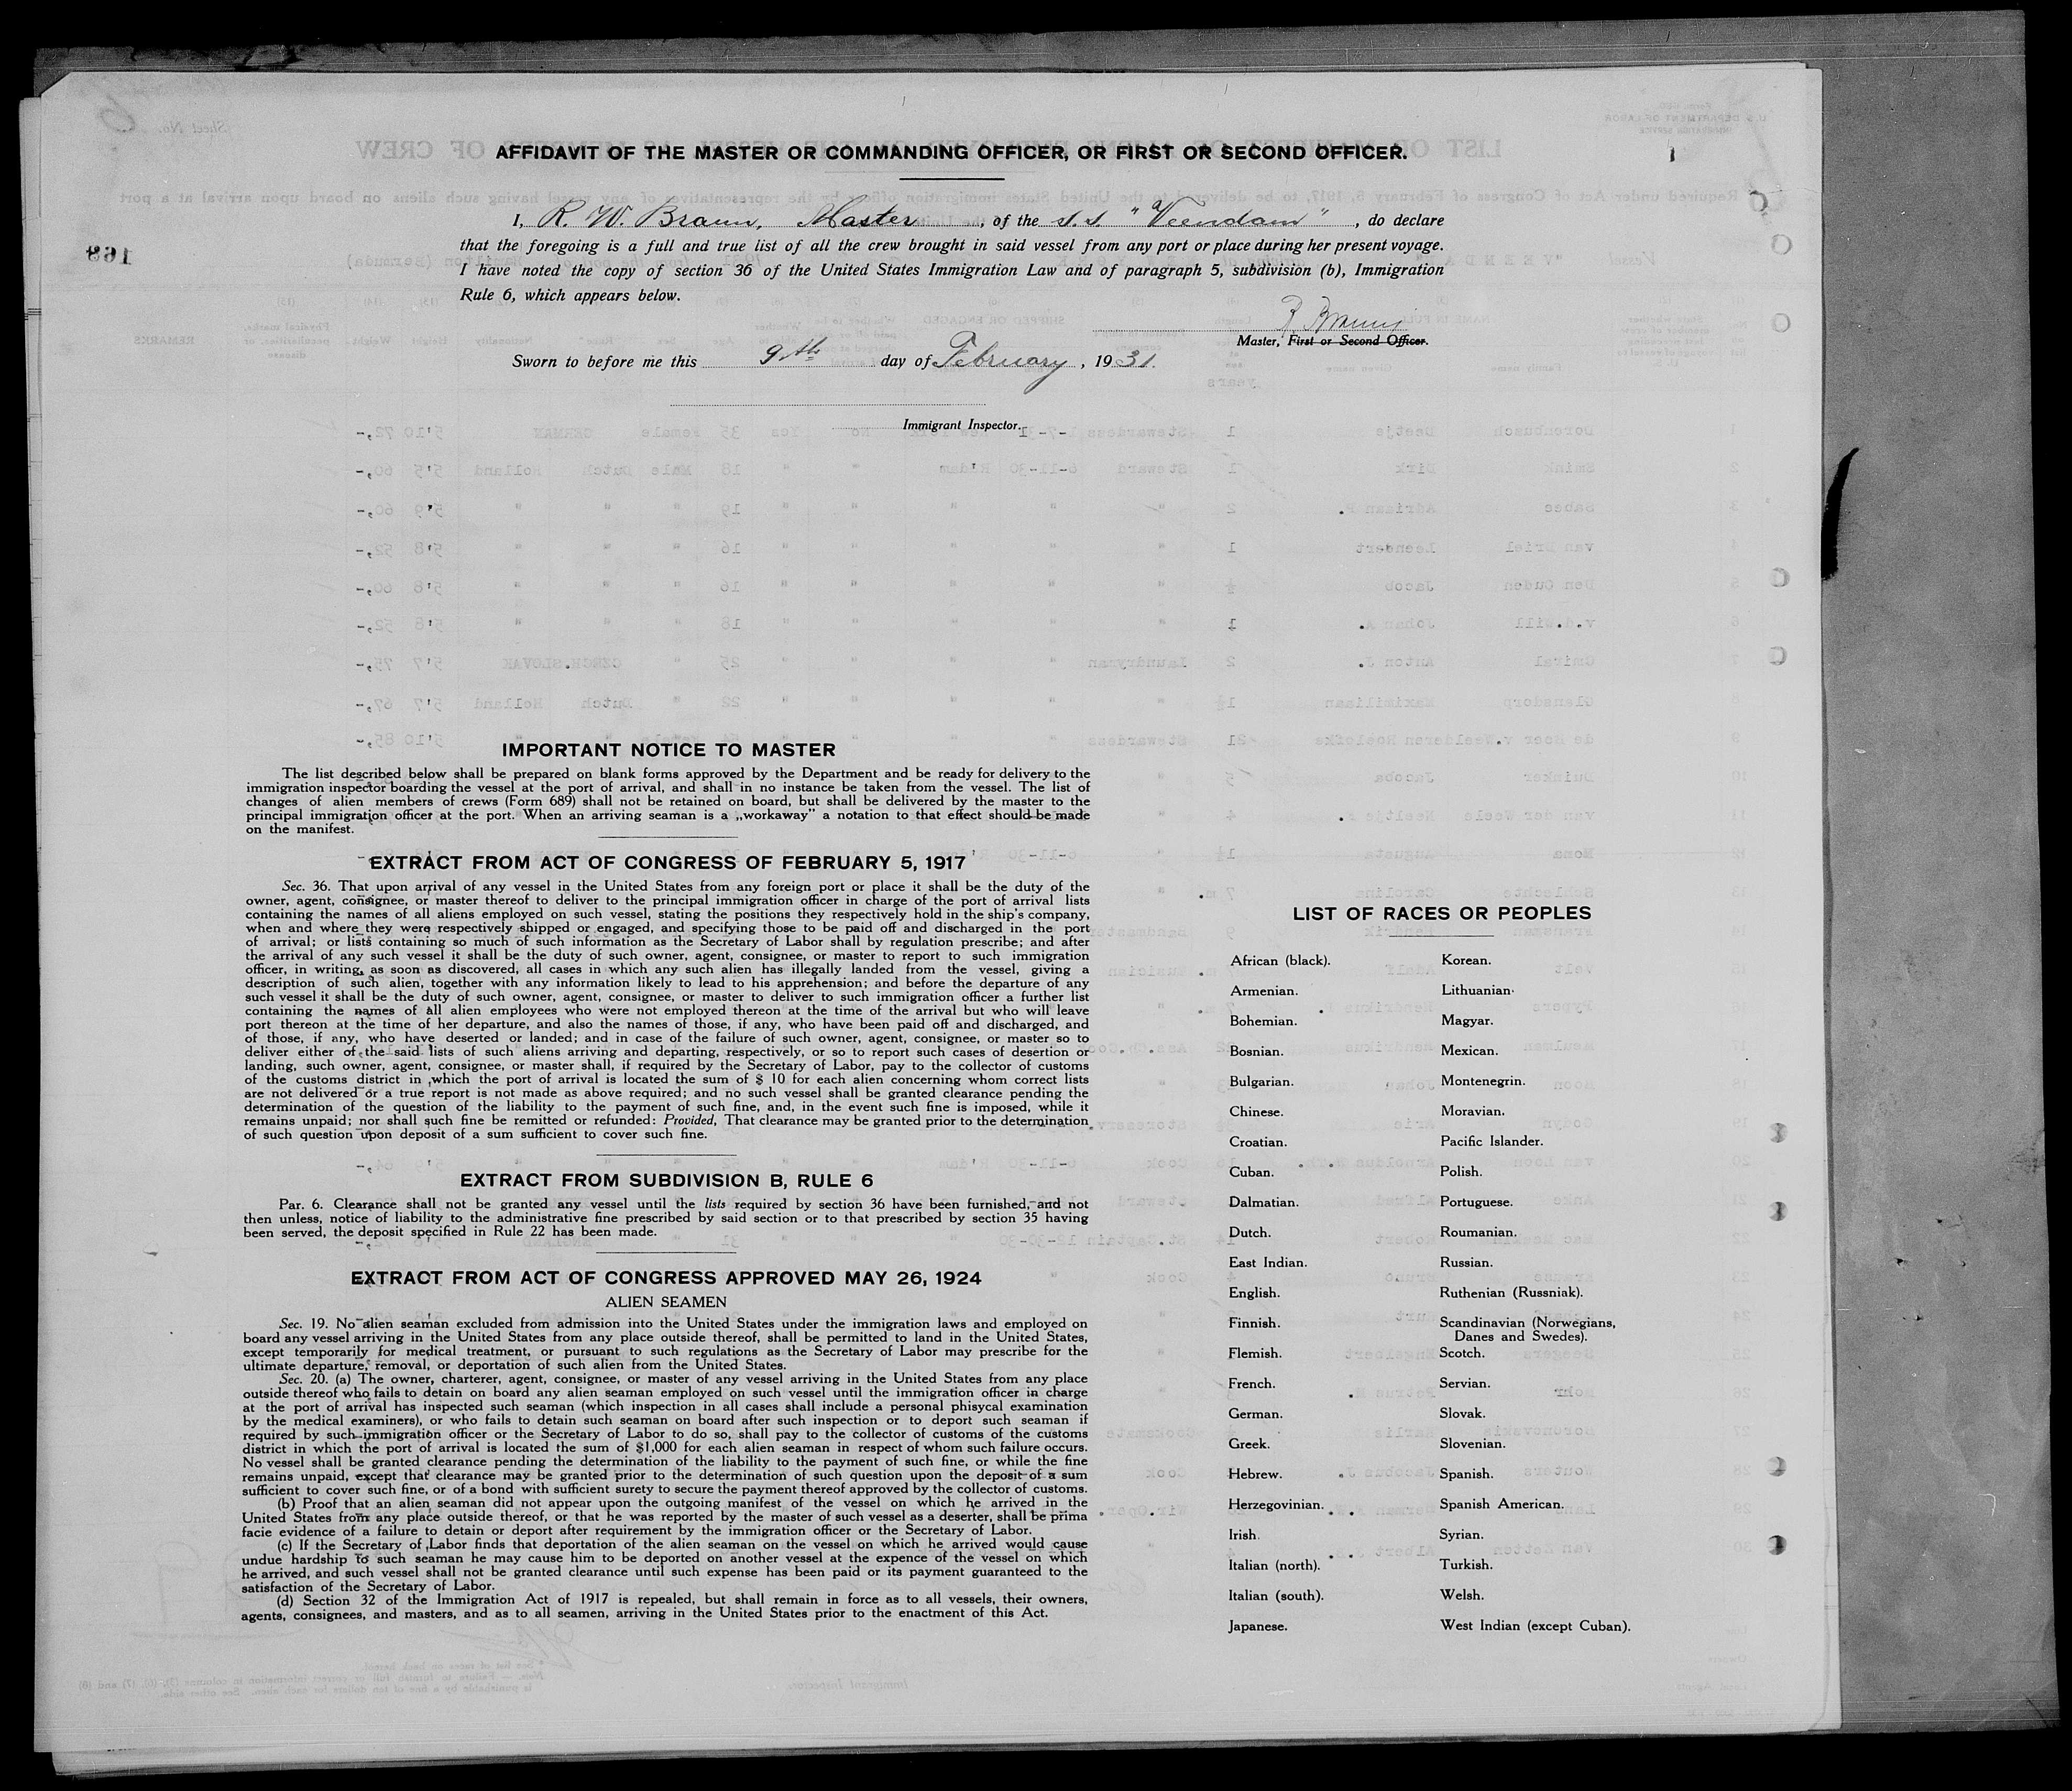 AFFIDAVIT OF THE MASTER OR COMMANDING OFFICER, OR FIRST OR SECOND OFFICER.
I, R. W. Braun, Master, of the s.s. "Veendam", do declare
that the foregoing is a full and true list of all the crew brought in said vessel from any port or place during her present voyage.
I have noted the copy of section 36 of the United States Immigration Law and of paragraph 5, subdivision (b), Immigration
Rule 6, which appears below.
R. Braun
Master, First or Second Officer.
Sworn to before me this 9th day of February, 1931.
Immigrant Inspector.
IMPORTANT NOTICE TO MASTER
The list described below shall be prepared on blank forms approved by the Department and be ready for delivery to the
immigration inspector boarding the vessel at the port of arrival, and shall in no instance be taken from the vessel. The list of
changes of alien members of crews (Form 689) shall not be retained on board, but shall be delivered by the master to the
principal immigration officer at the port. When an arriving seaman is a „workaway" a notation to that effect should be made
on the manifest.
EXTRACT FROM ACT OF CONGRESS OF FEBRUARY 5, 1917
Sec. 36. That upon arrival of any vessel in the United States from any foreign port or place it shall be the duty of the
owner, agent, consignee, or master thereof to deliver to the principal immigration officer in charge of the port of arrival lists
containing the names of all aliens employed on such vessel, stating the positions they respectively hold in the ship's company,
when and where they were respectively shipped or engaged, and specifying those to be paid off and discharged in the port
of arrival; or lists containing so much of such information as the Secretary of Labor shall by regulation prescribe; and after
the arrival of any such vessel it shall be the duty of such owner, agent, consignee, or master to report to such immigration
officer, in writing, as soon as discovered, all cases in which any such alien has illegally landed from the vessel, giving a
description of such alien, together with any information likely to lead to his apprehension; and before the departure of any
such vessel it shall be the duty of such owner, agent, consignee, or master to deliver to such immigration officer a further list
containing the names of all alien employees who were not employed thereon at the time of the arrival but who will leave
port thereon at the time of her departure, and also the names of those, if any, who have been paid off and discharged, and
of those, if any, who have deserted or landed; and in case of the failure of such owner, agent, consignee, or master so to
deliver either of the said lists of such aliens arriving and departing, respectively, or so to report such cases of desertion or
landing, such owner, agent, consignee, or master shall, if required by the Secretary of Labor, pay to the collector of customs
of the customs district in which the port of arrival is located the sum of $ 10 for each alien concerning whom correct lists
are not delivered or a true report is not made as above required; and no such vessel shall be granted clearance pending the
determination of the question of the liability to the payment of such fine, and, in the event such fine is imposed, while it
remains unpaid; nor shall such fine be remitted or refunded: Provided, That clearance may be granted prior to the determination
of such question upon deposit of a sum sufficient to cover such fine.
EXTRACT FROM SUBDIVISION B, RULE 6
Par. 6. Clearance shall not be granted any vessel until the lists required by section 36 have been furnished, and not
then unless, notice of liability to the administrative fine prescribed by said section or to that prescribed by section 35 having
been served, the deposit specified in Rule 22 has been made.
EXTRACT FROM ACT OF CONGRESS APPROVED MAY 26, 1924
ALIEN SEAMEN
Sec. 19. No alien seaman excluded from admission into the United States under the immigration laws and employed on
board any vessel arriving in the United States from any place outside thereof, shall be permitted to land in the United States,
except temporarily for medical treatment, or pursuant to such regulations as the Secretary of Labor may prescribe for the
ultimate departure, removal, or deportation of such alien from the United States.
Sec. 20. (a) The owner, charterer, agent, consignee, or master of any vessel arriving in the United States from any place
outside thereof who fails to detain on board any alien seaman employed on such vessel until the immigration officer in charge
at the port of arrival has inspected such seaman (which inspection in all cases shall include a personal phisycal examination
by the medical examiners), or who fails to detain such seaman on board after such inspection or to deport such seaman if
required by such immigration officer or the Secretary of Labor to do so, shall pay to the collector of customs of the customs
district in which the port of arrival is located the sum of $1,000 for each alien seaman in respect of whom such failure occurs.
No vessel shall be granted clearance pending the determination of the liability to the payment of such fine, or while the fine
remains unpaid, except that clearance may be granted prior to the determination of such question upon the deposit of a sum
sufficient to cover such fine, or of a bond with sufficient surety to secure the payment thereof approved by the collector of customs.
(b) Proof that an alien seaman did not appear upon the outgoing manifest of the vessel on which he arrived in the
United States from any place outside thereof, or that he was reported by the master of such vessel as a deserter, shall be prima
facie evidence of a failure to detain or deport after requirement by the immigration officer or the Secretary of Labor.
(c) If the Secretary of Labor finds that deportation of the alien seaman on the vessel on which he arrived would cause
undue hardship to such seaman he may cause him to be deported on another vessel at the expence of the vessel on which
he arrived, and such vessel shall not be granted clearance until such expense has been paid or its payment guaranteed to the
satisfaction of the Secretary of Labor.
(d) Section 32 of the Immigration Act of 1917 is repealed, but shall remain in force as to all vessels, their owners,
agents, consignees, and masters, and as to all seamen, arriving in the United States prior to the enactment of this Act.
LIST OF RACES OR PEOPLES
African (black).
Armenian.
Bohemian.
Bosnian.
Bulgarian.
Chinese.
Croatian.
Cuban.
Dalmatian.
Dutch.
East Indian.
English.
Finnish.
Flemish.
French.
German.
Greek.
Hebrew.
Herzegovinian.
Irish.
Italian (north).
Italian (south).
Japanese.
Korean.
Lithuanian.
Magyar.
Mexican.
Montenegrin.
Moravian.
Pacific Islander.
Polish.
Portuguese.
Roumanian.
Russian.
Ruthenian (Russniak).
Scandinavian (Norwegians,
Danes and Swedes).
Scotch.
Servian.
Slovak.
Slovenian.
Spanish.
Spanish American.
Syrian.
Turkish.
Welsh.
West Indian (except Cuban).